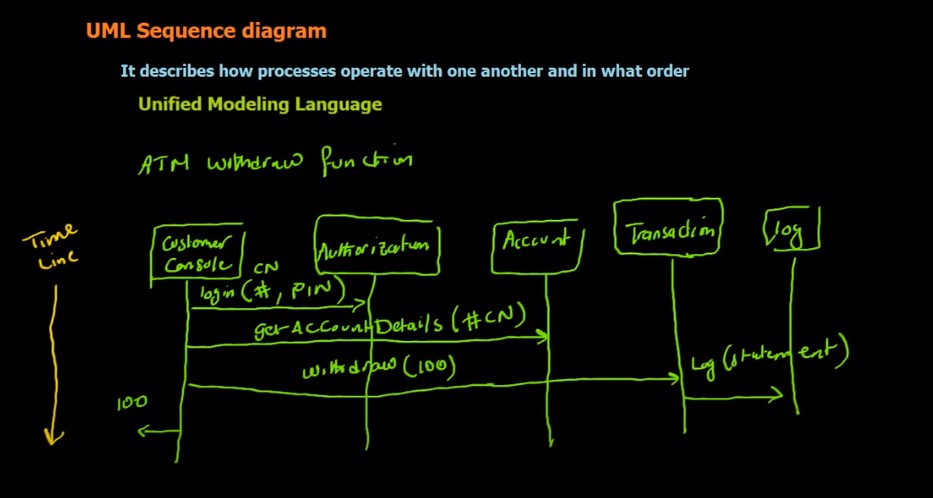 UML Sequence diagram
It describes how processes operate with one another and in what order
Unified Modeling Language
ATM withdraw function
Time
Line
Customer
Console
Authorization
Account
Transaction
log
CN
login (#, PIN)
get Account Details (#CN)
withdraw (100)
Log (statement)
100